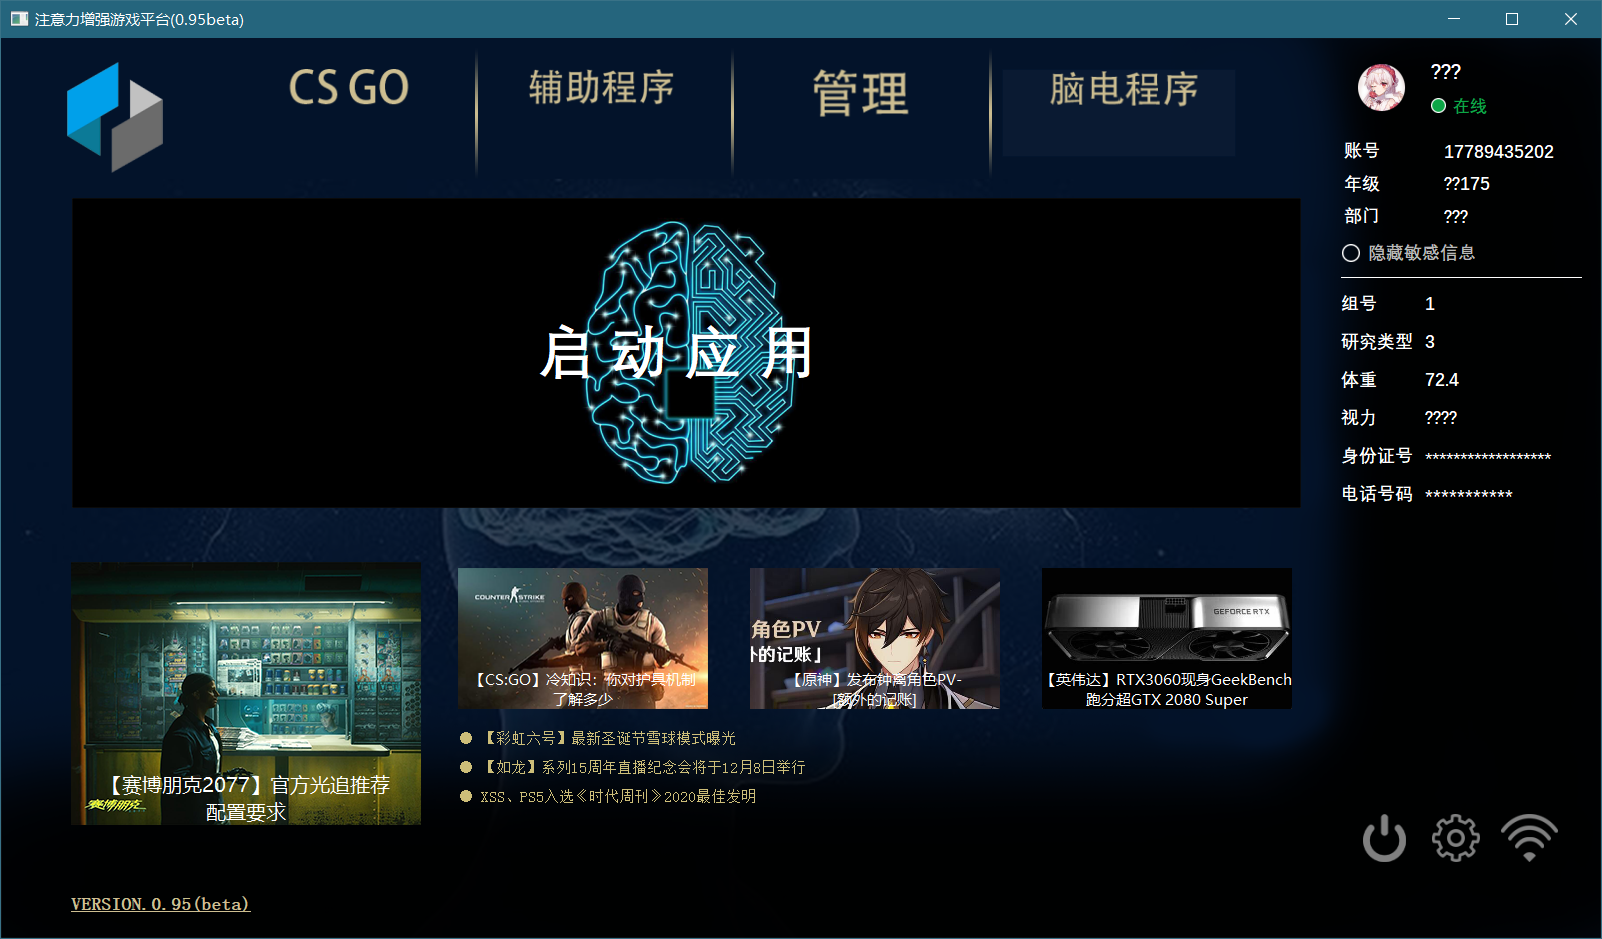 注意力增强游戏平台(0.95beta)
CS GO
辅助程序
管理
脑电程序
???
在线
账号 17789435202
年级 ??175
部门 ???
隐藏敏感信息
组号 1
研究类型 3
体重 72.4
视力 ????
身份证号 ******************
电话号码 ***********
启动应用
赛博朋克
【赛博朋克2077】官方光追推荐
配置要求
COUNTER STRIKE
【CS:GO】冷知识：你对护具机制
了解多少
角色PV
外的记账」
【原神】发布钟离角色PV-
[额外的记账]
GEFORCE RTX
【英伟达】RTX3060现身GeekBench
跑分超GTX 2080 Super
【彩虹六号】最新圣诞节雪球模式曝光
【如龙】系列15周年直播纪念会将于12月8日举行
XSS、PS5入选《时代周刊》2020最佳发明
VERSION.0.95(beta)